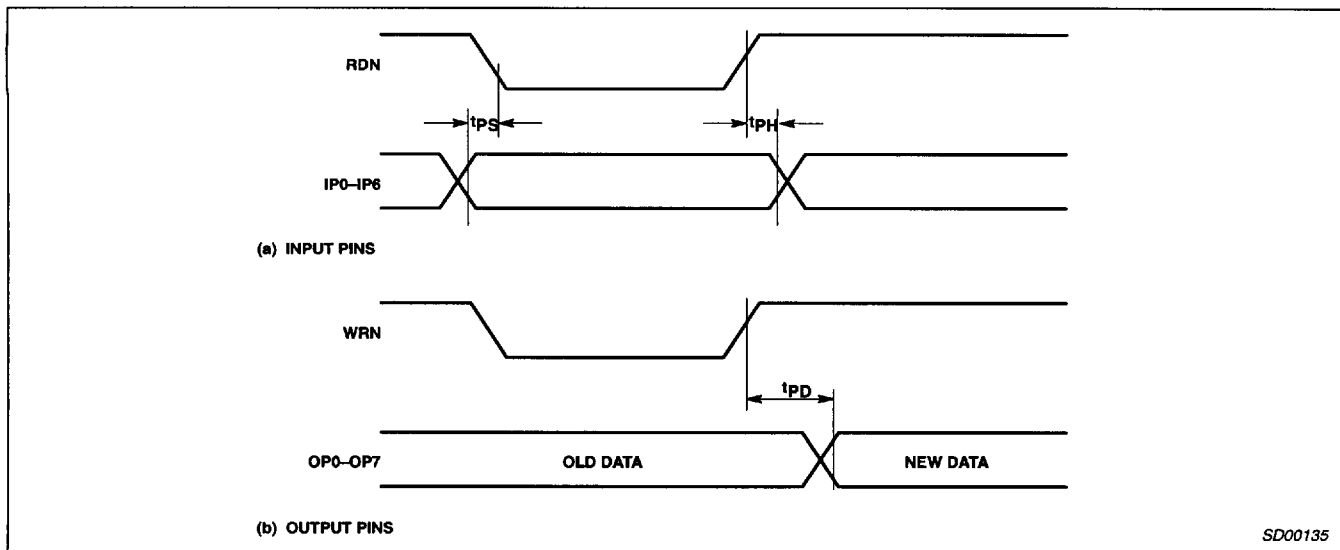 RDN
tPS
tPH
IP0–IP6
(a) INPUT PINS
WRN
tPD
OP0–OP7
OLD DATA
NEW DATA
(b) OUTPUT PINS
SD00135